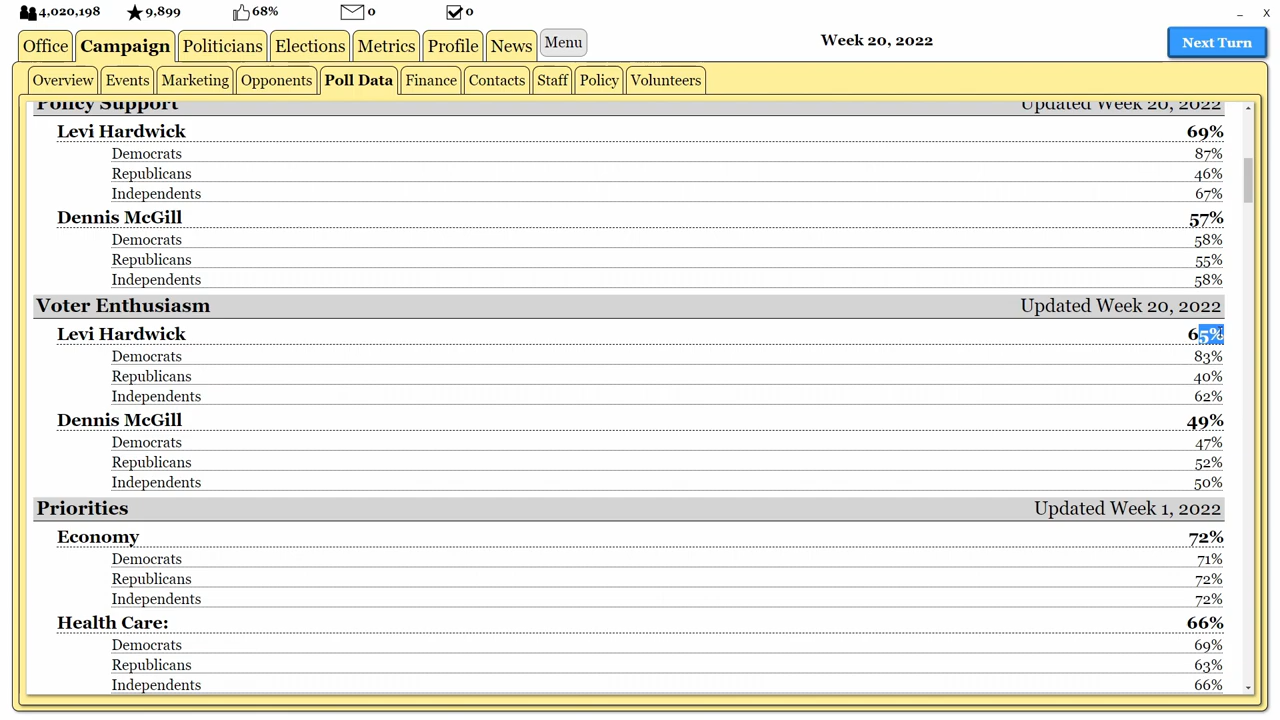 4,020,198 9,899 68% 0 0 _ X
Office Campaign Politicians Elections Metrics Profile News Menu Week 20, 2022 Next Turn
Overview Events Marketing Opponents Poll Data Finance Contacts Staff Policy Volunteers
Policy Support Updated Week 20, 2022
Levi Hardwick 69%
Democrats 87%
Republicans 46%
Independents 67%
Dennis McGill 57%
Democrats 58%
Republicans 55%
Independents 58%
Voter Enthusiasm Updated Week 20, 2022
Levi Hardwick 65%
Democrats 83%
Republicans 40%
Independents 62%
Dennis McGill 49%
Democrats 47%
Republicans 52%
Independents 50%
Priorities Updated Week 1, 2022
Economy 72%
Democrats 71%
Republicans 72%
Independents 72%
Health Care: 66%
Democrats 69%
Republicans 63%
Independents 66%